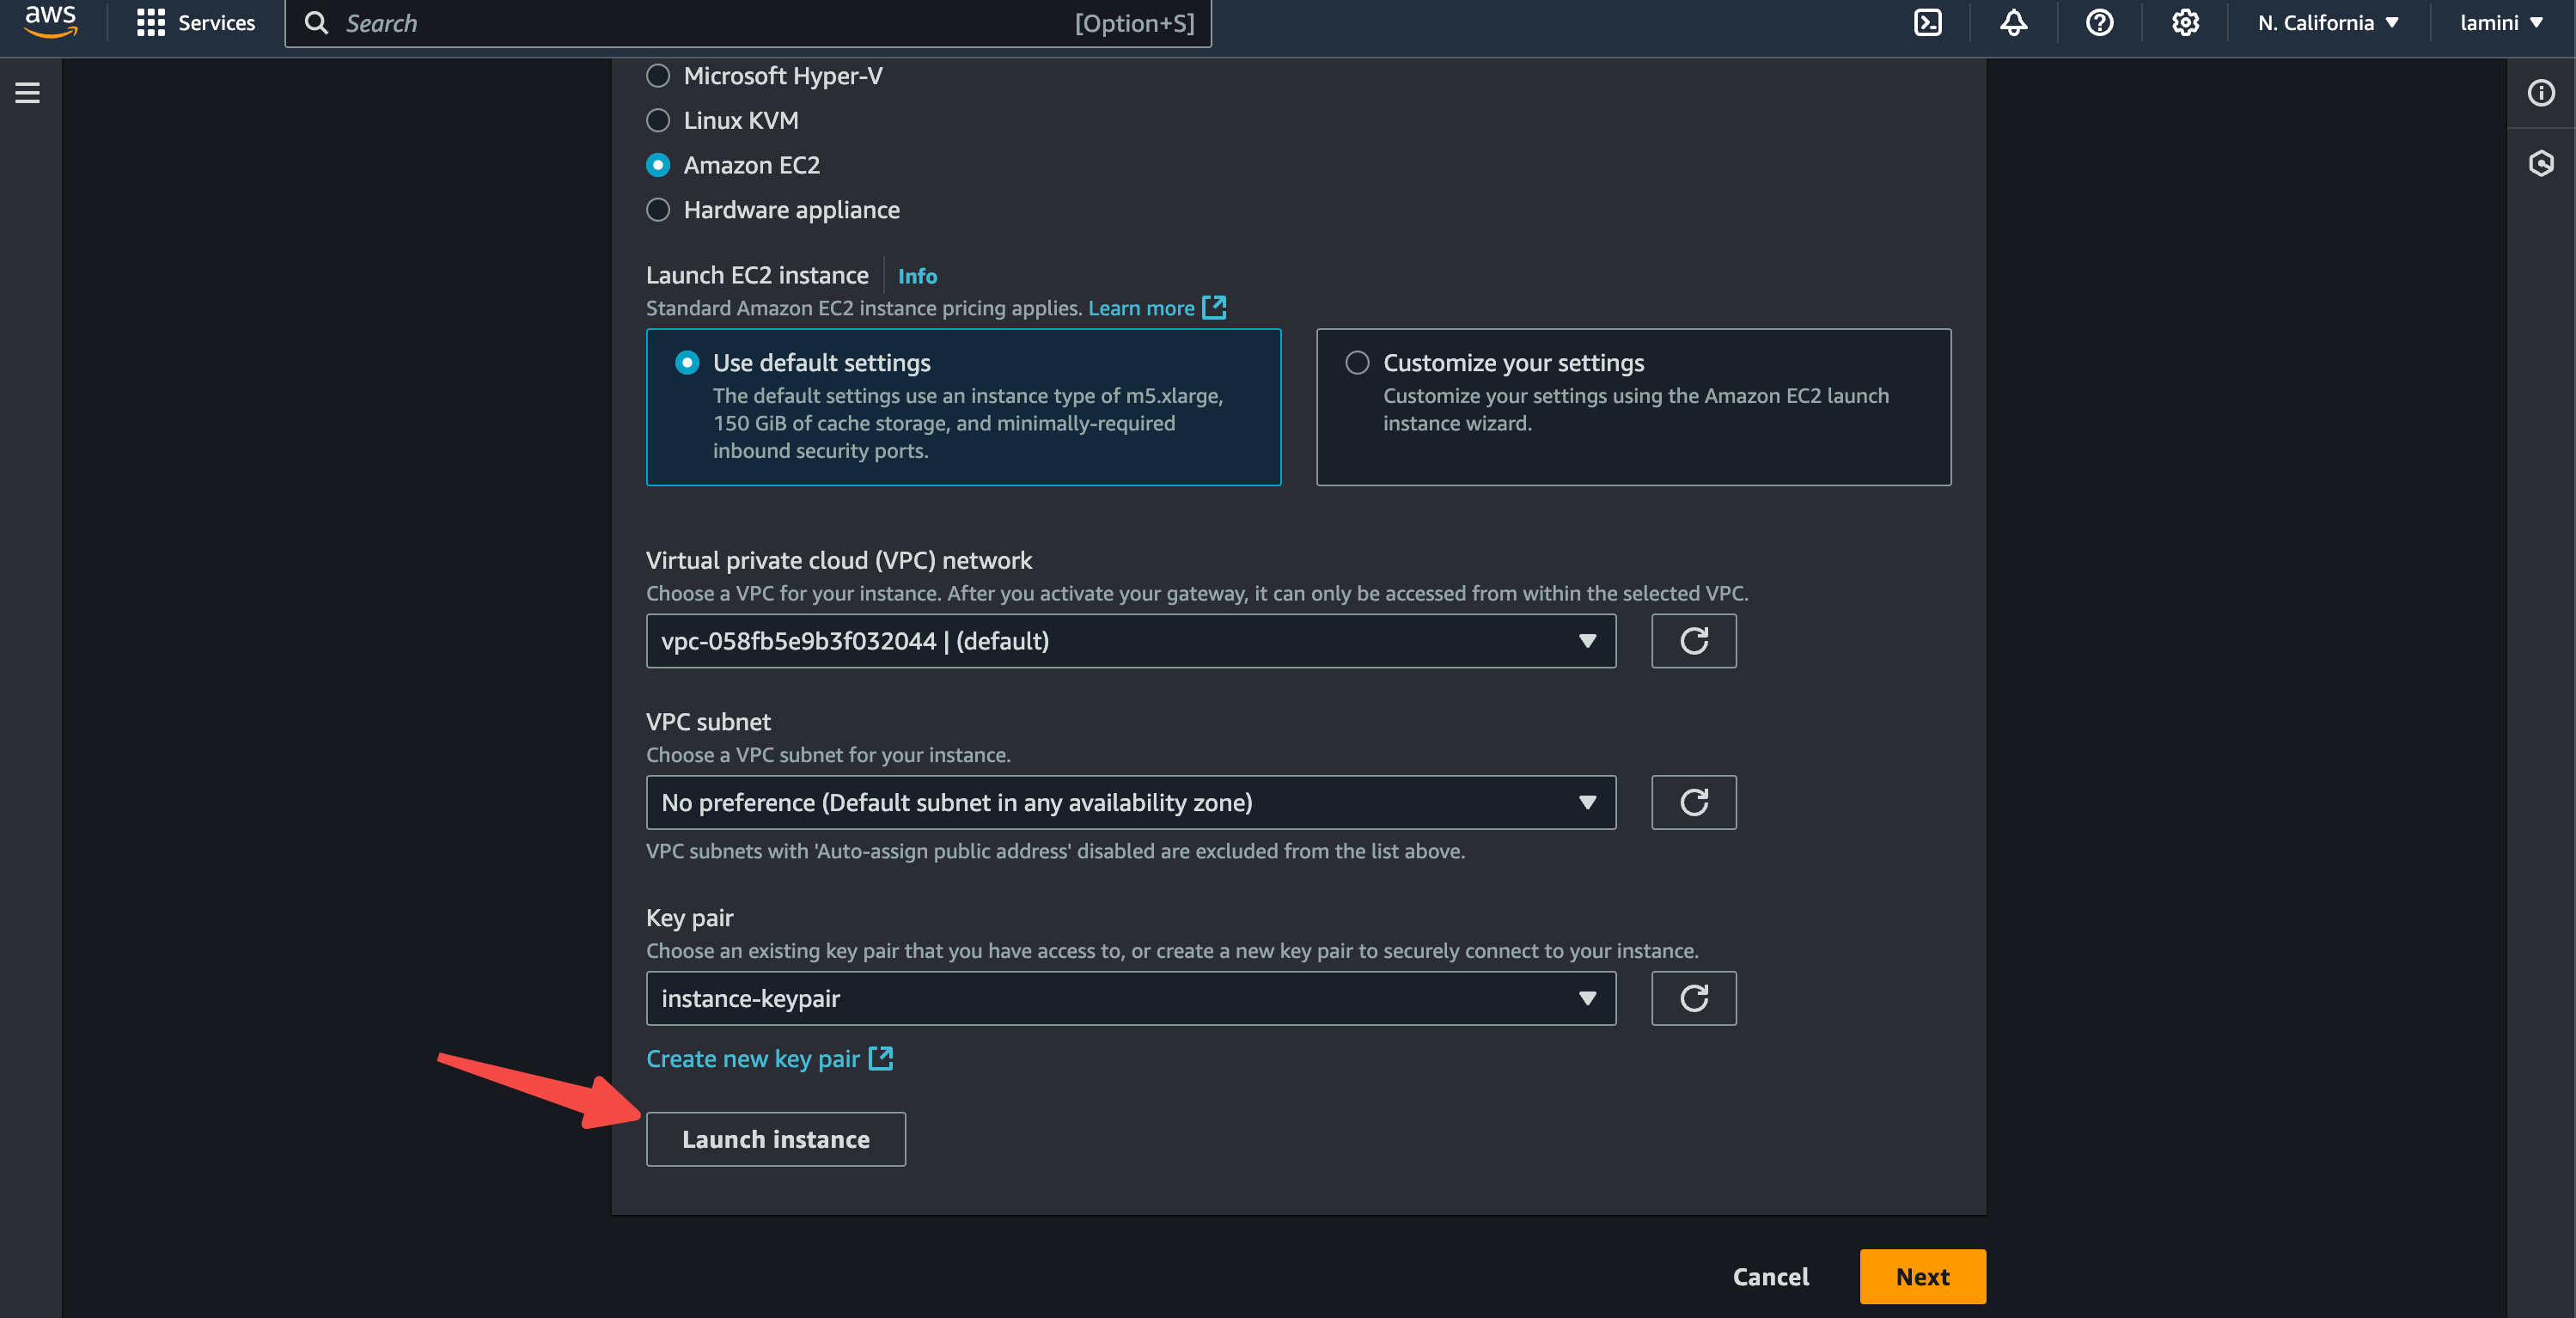 aws
Services
Search
[Option+S]
N. California
lamini
Microsoft Hyper-V
Linux KVM
Amazon EC2
Hardware appliance
Launch EC2 instance
Info
Standard Amazon EC2 instance pricing applies. Learn more
Use default settings
The default settings use an instance type of m5.xlarge,
150 GiB of cache storage, and minimally-required
inbound security ports.
Customize your settings
Customize your settings using the Amazon EC2 launch
instance wizard.
Virtual private cloud (VPC) network
Choose a VPC for your instance. After you activate your gateway, it can only be accessed from within the selected VPC.
vpc-058fb5e9b3f032044 | (default)
VPC subnet
Choose a VPC subnet for your instance.
No preference (Default subnet in any availability zone)
VPC subnets with 'Auto-assign public address' disabled are excluded from the list above.
Key pair
Choose an existing key pair that you have access to, or create a new key pair to securely connect to your instance.
instance-keypair
Create new key pair
Launch instance
Cancel
Next